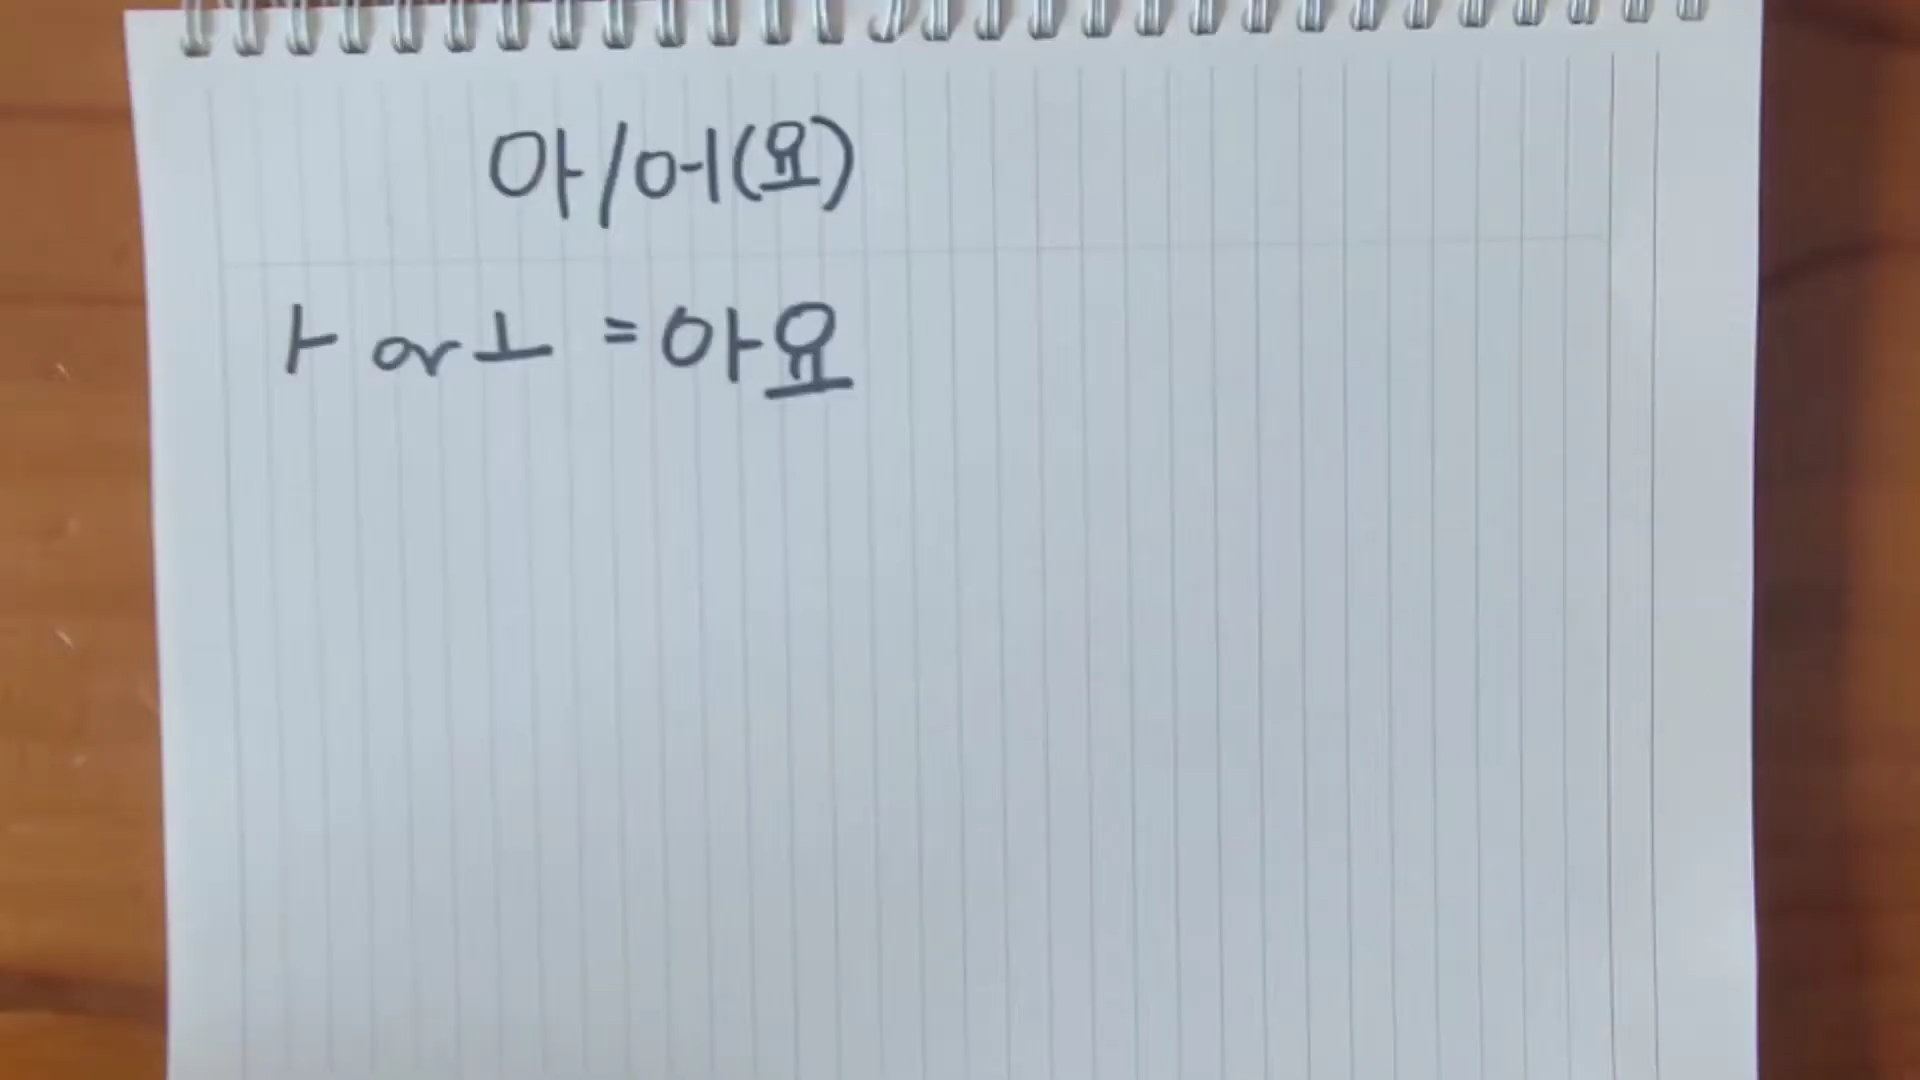 아/어(요)
ㅏ or ㅗ = 아요